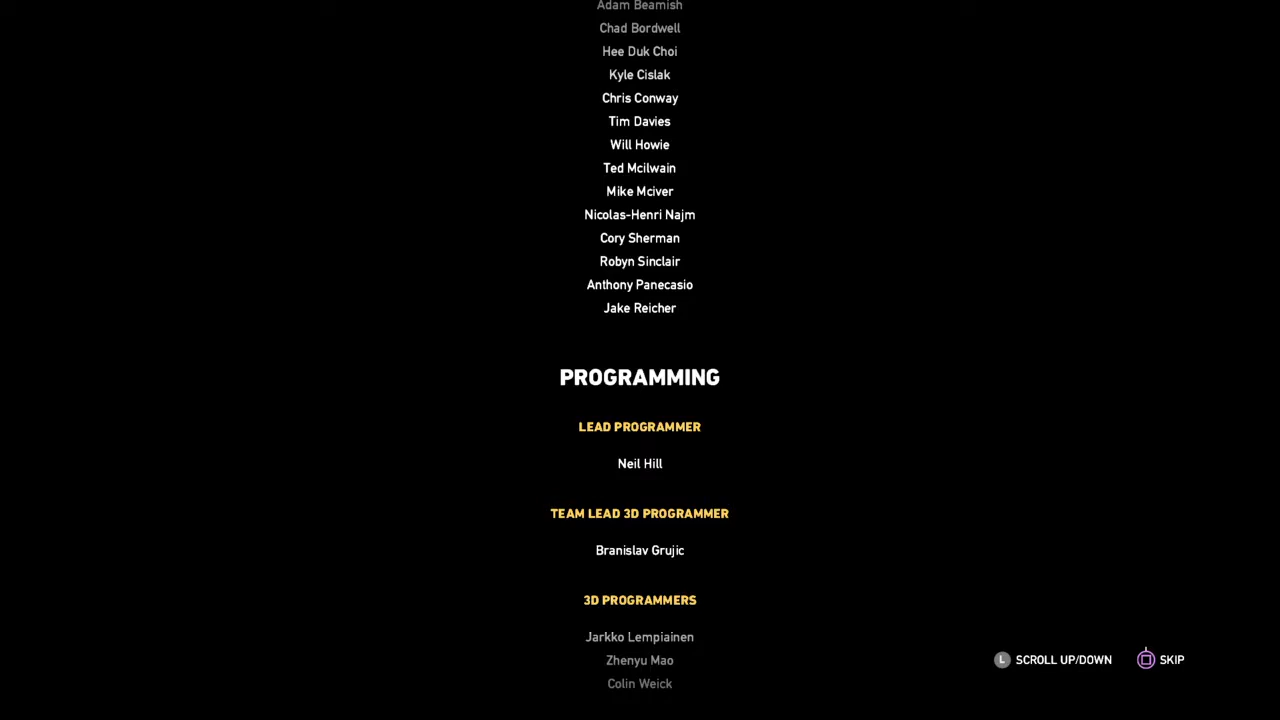 Adam Beamish
Chad Bordwell
Hee Duk Choi
Kyle Cislak
Chris Conway
Tim Davies
Will Howie
Ted Mcilwain
Mike Mciver
Nicolas-Henri Najm
Cory Sherman
Robyn Sinclair
Anthony Panecasio
Jake Reicher
PROGRAMMING
LEAD PROGRAMMER
Neil Hill
TEAM LEAD 3D PROGRAMMER
Branislav Grujic
3D PROGRAMMERS
Jarkko Lempiainen
Zhenyu Mao
Colin Weick
L SCROLL UP/DOWN SKIP